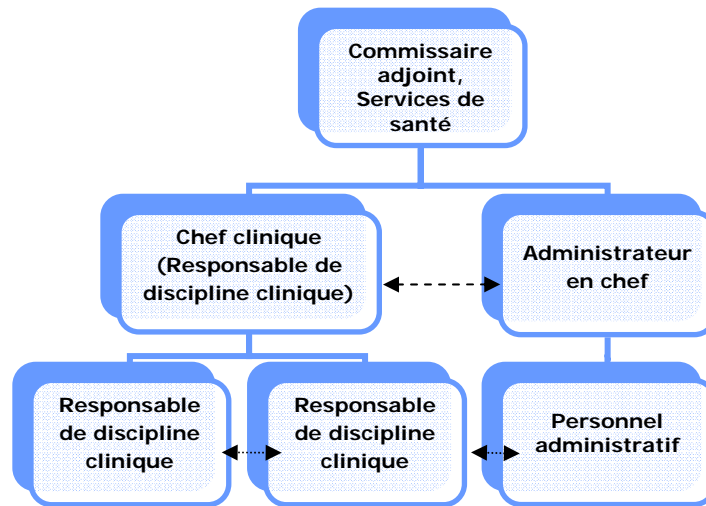 Commissaire
adjoint,
Services de
santé
Chef clinique
(Responsable de
discipline clinique)
Administrateur
en chef
Responsable
de discipline
clinique
Responsable
de discipline
clinique
Personnel
administratif